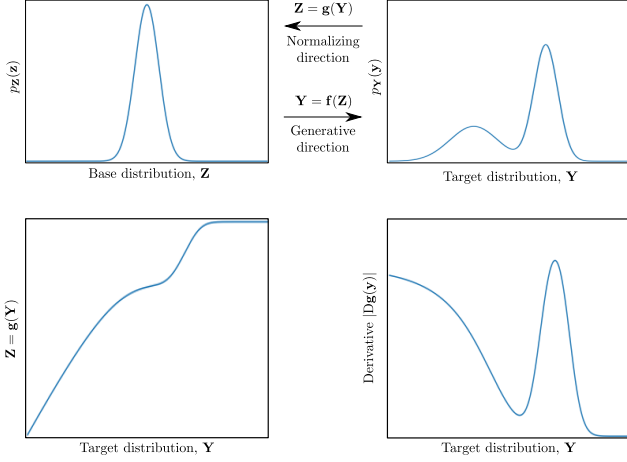 p_Z(z)
Base distribution, Z
Z = g(Y)
Normalizing
direction
Y = f(Z)
Generative
direction
p_Y(y)
Target distribution, Y
Z = g(Y)
Target distribution, Y
Derivative |Dg(y)|
Target distribution, Y